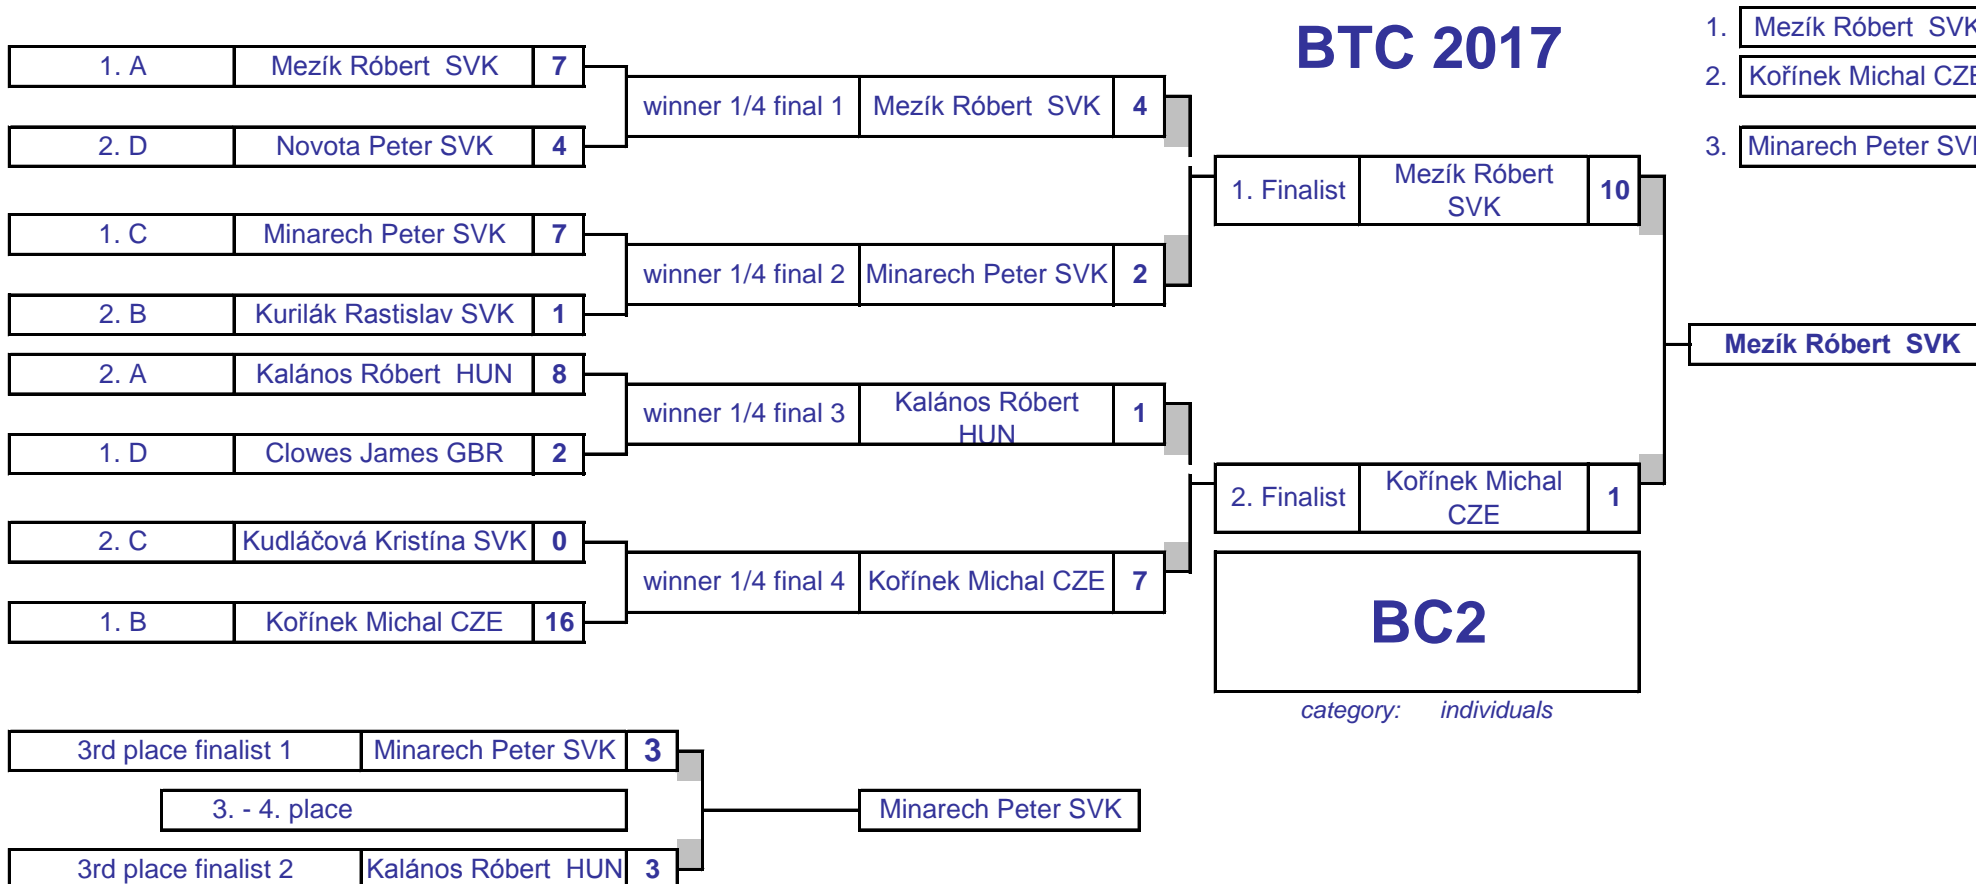 BTC 2017
1. Mezík Róbert SVK
2. Kořínek Michal CZE
3. Minarech Peter
1. A Mezík Róbert SVK 7
winner 1/4 final 1 Mezík Róbert SVK 4
2. D Novota Peter SVK 4
1. Finalist Mezík Róbert
SVK 10
1. C Minarech Peter SVK 7
winner 1/4 final 2 Minarech Peter SVK 2
2. B Kurilák Rastislav SVK 1
Mezík Róbert SVK
2. A Kalános Róbert HUN 8
winner 1/4 final 3 Kalános Róbert
HUN 1
1. D Clowes James GBR 2
2. Finalist Kořínek Michal
CZE 1
2. C Kudláčová Kristína SVK 0
winner 1/4 final 4 Kořínek Michal CZE 7
1. B Kořínek Michal CZE 16
BC2
category: individuals
3rd place finalist 1 Minarech Peter SVK 3
3. - 4. place Minarech Peter SVK
3rd place finalist 2 Kalános Róbert HUN 3